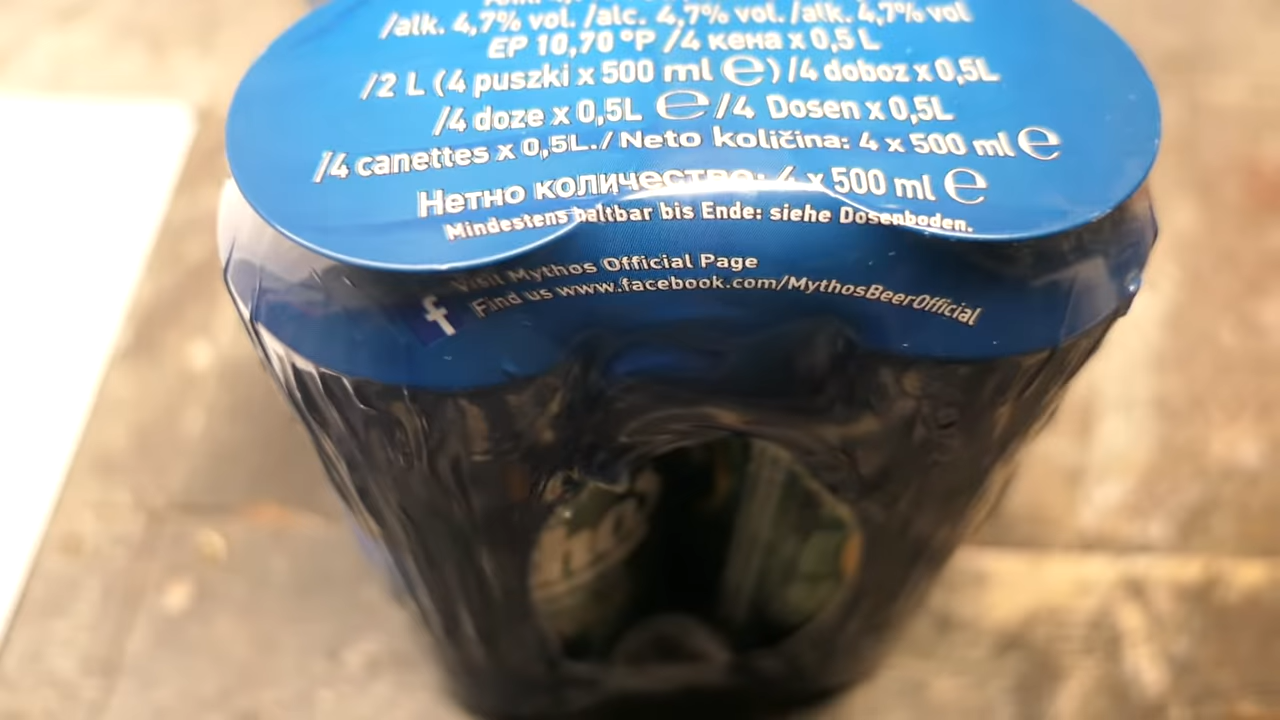 /alk. 4,7% vol. /alc. 4,7% vol. /alk. 4,7% vol
EP 10,70 °P /4 кена x 0,5 L
/2 L (4 puszki x 500 ml ℮) /4 doboz x 0,5L
/4 doze x 0,5L ℮ /4 Dosen x 0,5L
/4 canettes x 0,5L./ Neto količina: 4 x 500 ml ℮
Нетно количество: 4 x 500 ml ℮
Mindestens haltbar bis Ende: siehe Dosenboden.
Visit Mythos Official Page
f Find us www.facebook.com/MythosBeerOfficial